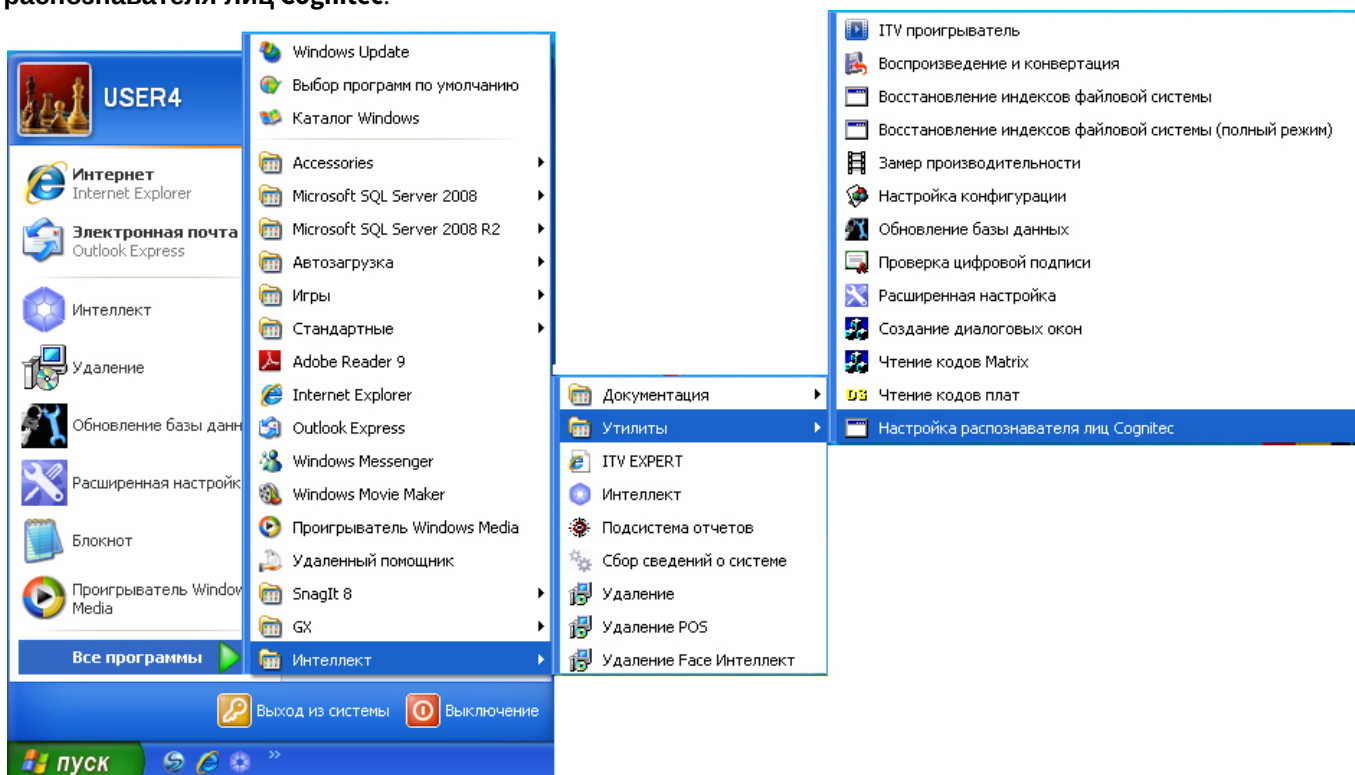 распознавателя лиц Cognitec.
USER4
Интернет
Internet Explorer
Электронная почта
Outlook Express
Интеллект
Удаление
Обновление базы данн
Расширенная настройк
Блокнот
Проигрыватель Window
Media
Все программы
Выход из системы
Выключение
пуск
»
Windows Update
Выбор программ по умолчанию
Каталог Windows
Accessories
Microsoft SQL Server 2008
Microsoft SQL Server 2008 R2
Автозагрузка
Игры
Стандартные
Adobe Reader 9
Internet Explorer
Outlook Express
Windows Messenger
Windows Movie Maker
Проигрыватель Windows Media
Удаленный помощник
SnagIt 8
GX
Интеллект
Документация
Утилиты
ITV EXPERT
Интеллект
Подсистема отчетов
Сбор сведений о системе
Удаление
Удаление POS
Удаление Face Интеллект
ITV проигрыватель
Воспроизведение и конвертация
Восстановление индексов файловой системы
Восстановление индексов файловой системы (полный режим)
Замер производительности
Настройка конфигурации
Обновление базы данных
Проверка цифровой подписи
Расширенная настройка
Создание диалоговых окон
Чтение кодов Matrix
Чтение кодов плат
Настройка распознавателя лиц Cognitec